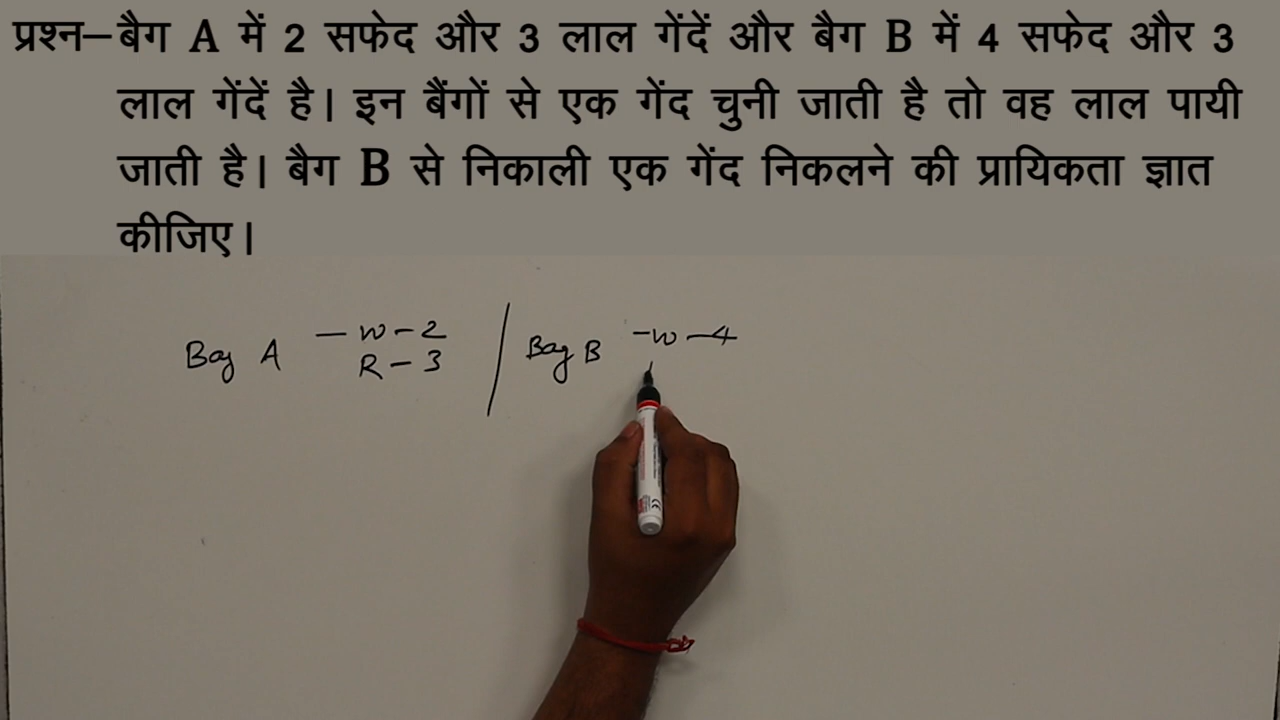 प्रश्न–बैग A में 2 सफेद और 3 लाल गेंदें और बैग B में 4 सफेद और 3
लाल गेंदें है। इन बैंगों से एक गेंद चुनी जाती है तो वह लाल पायी
जाती है। बैग B से निकाली एक गेंद निकलने की प्रायिकता ज्ञात
कीजिए।
Bag A — W – 2
R – 3
Bag B – W – 4